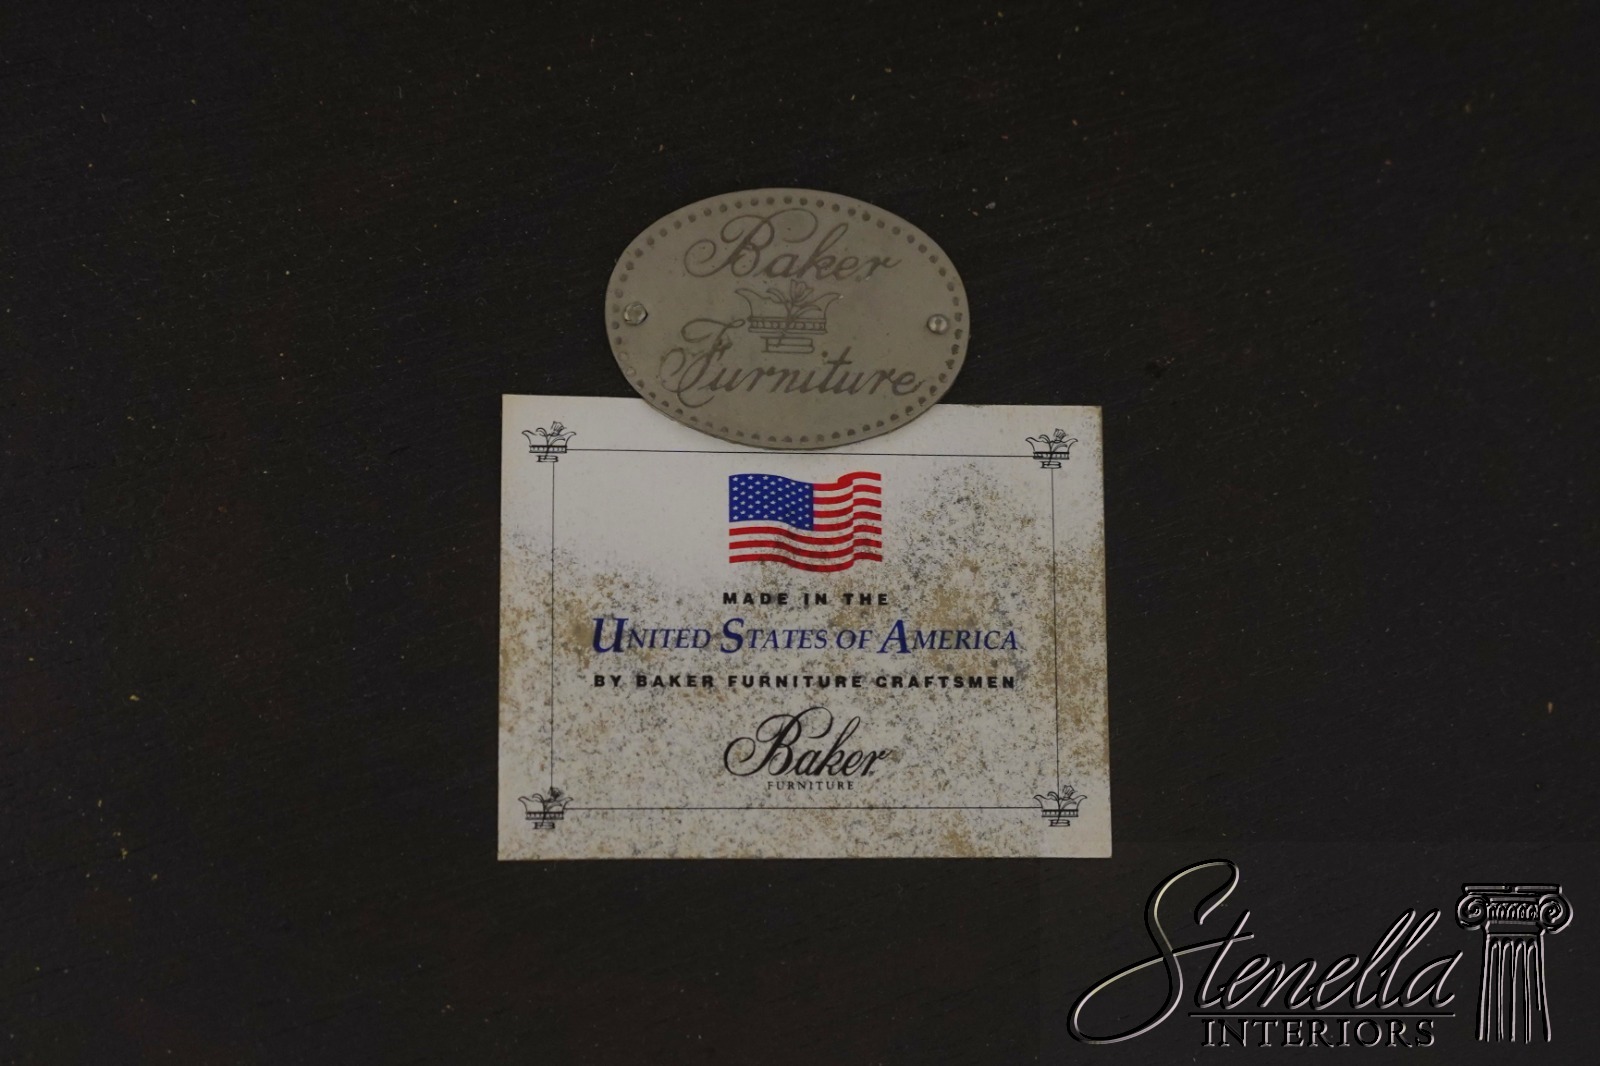 Baker
Furniture
MADE IN THE
UNITED STATES OF AMERICA
BY BAKER FURNITURE CRAFTSMEN
Baker
FURNITURE
Stenella
INTERIORS